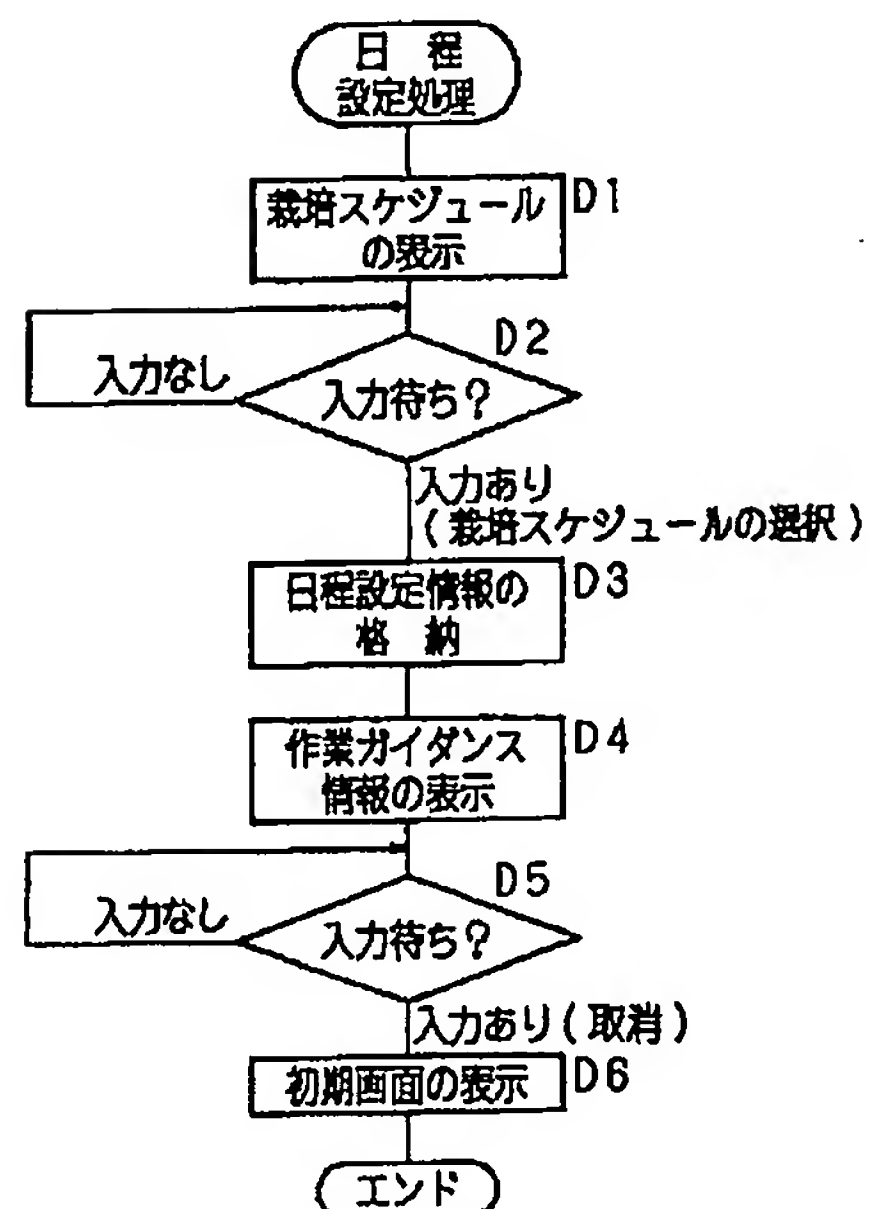 日 程
設定処理
栽培スケジュール
の表示
D1
D2
入力なし
入力待ち?
入力あり
(栽培スケジュールの選択)
日程設定情報の
格 納
D3
作業ガイダンス
情報の表示
D4
D5
入力なし
入力待ち?
入力あり(取消)
初期画面の表示
D6
エンド